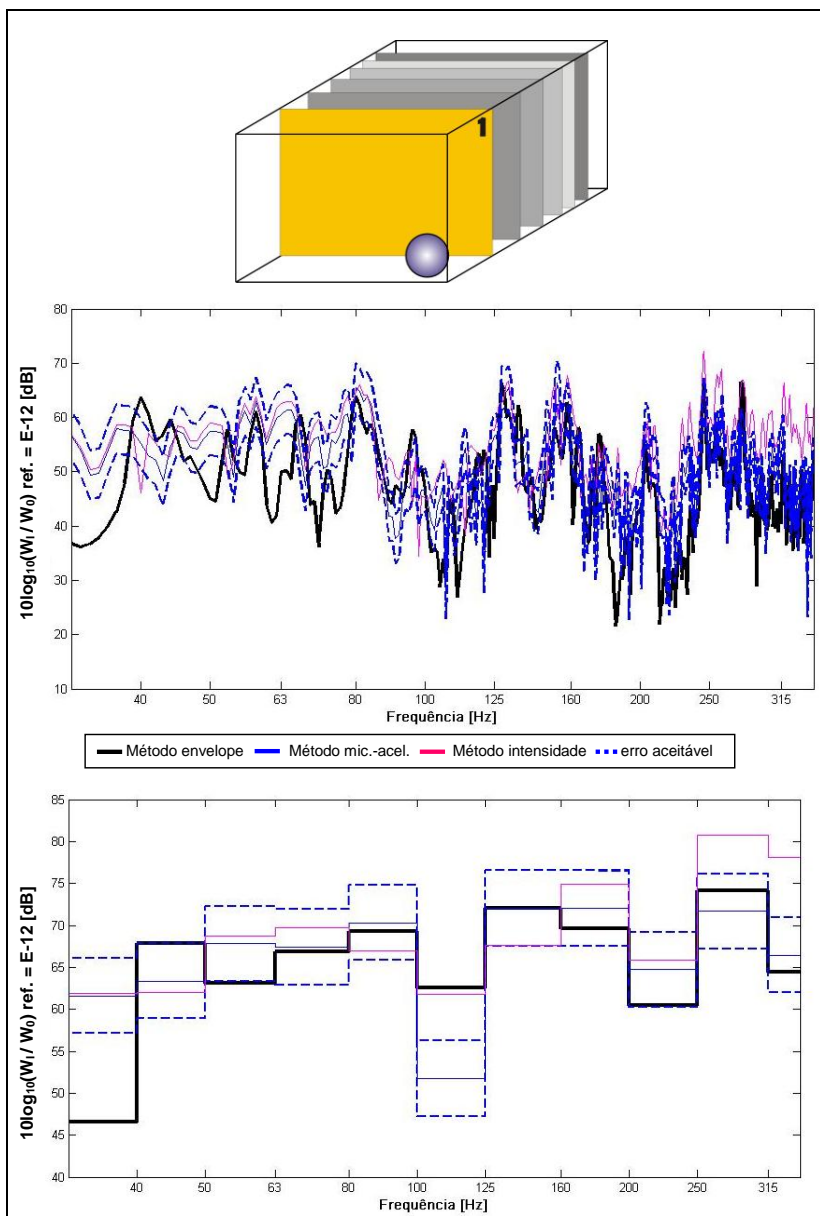 1
80
70
60
50
40
30
20
10
10log₁₀(Wᵢ / W₀) ref. = E-12 [dB]
40 50 63 80 100 125 160 200 250 315
Frequência [Hz]
Método envelope Método mic.-acel. Método intensidade erro aceitável
85
80
75
70
65
60
55
50
45
40
10log₁₀(Wᵢ / W₀) ref. = E-12 [dB]
40 50 63 80 100 125 160 200 250 315
Frequência [Hz]